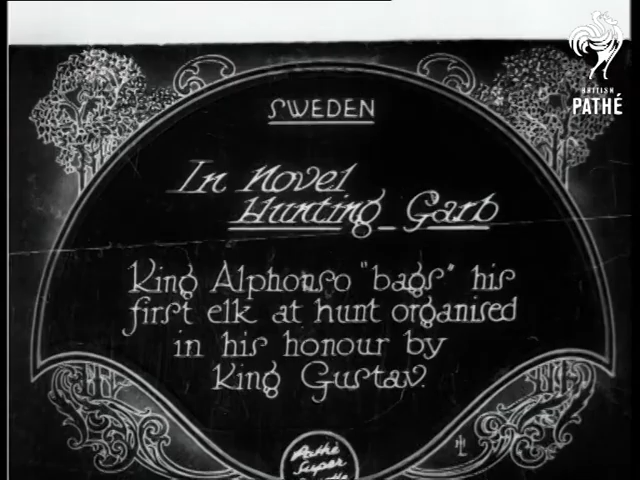 BRITISH
PATHÉ
SWEDEN
In Novel
Hunting Garb
King Alphonso "bags" his
first elk at hunt organised
in his honour by
King Gustav.
Pathé
Super